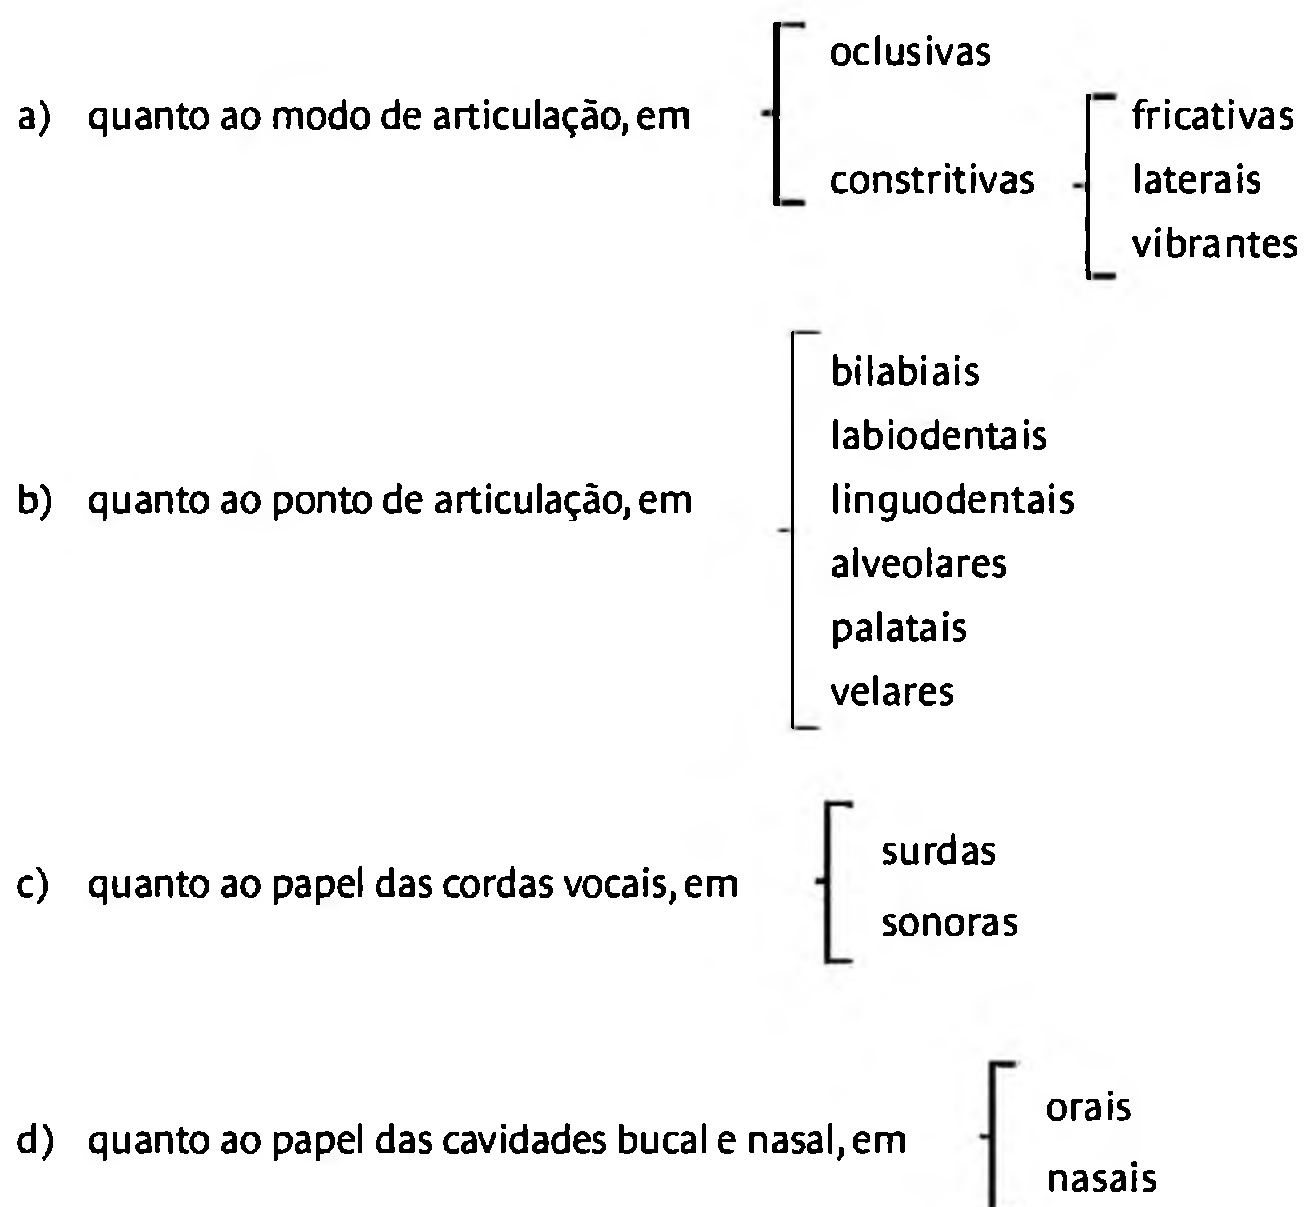 oclusivas
a) quanto ao modo de articulação, em
fricativas
constritivas
laterais
vibrantes
bilabiais
labiodentais
b) quanto ao ponto de articulação, em
linguodentais
alveolares
palatais
velares
surdas
c) quanto ao papel das cordas vocais, em
sonoras
orais
d) quanto ao papel das cavidades bucal e nasal, em
nasais